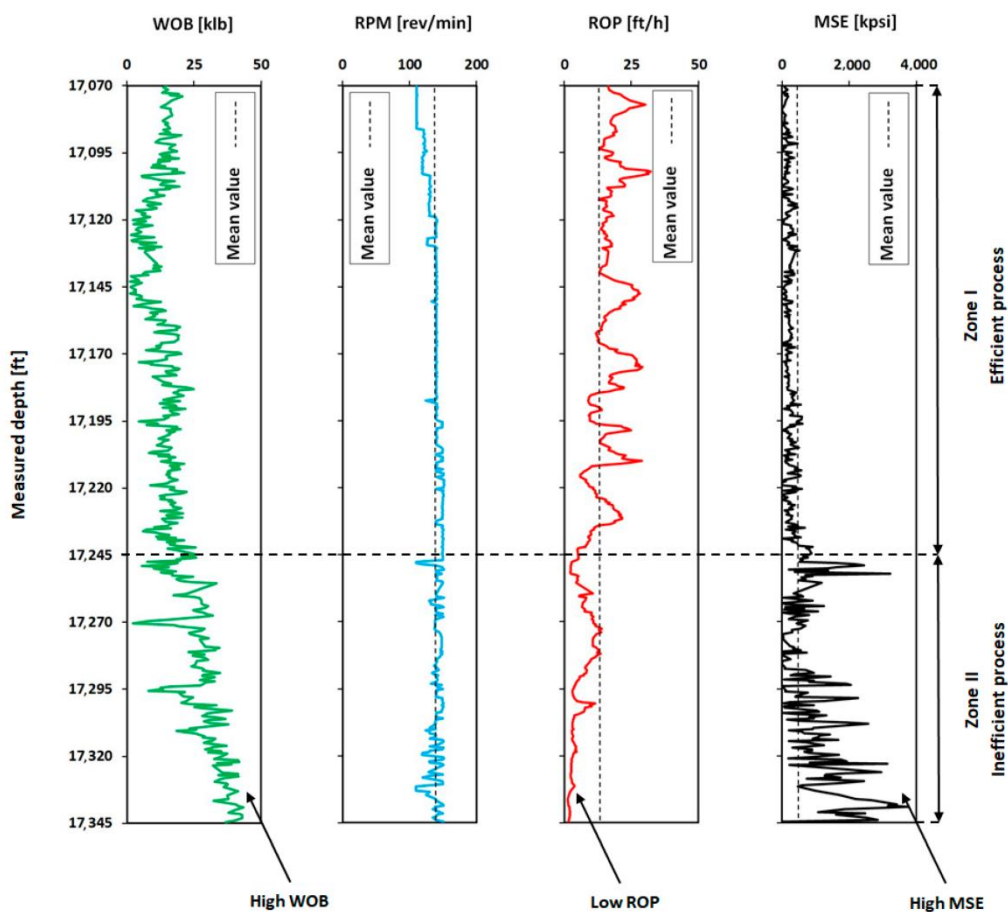 WOB [klb]
RPM [rev/min]
ROP [ft/h]
MSE [kpsi]
0 25 50
0 100 200
0 25 50
0 2,000 4,000
Measured depth [ft]
17,070
17,095
17,120
17,145
17,170
17,195
17,220
17,245
17,270
17,295
17,320
17,345
Mean value
Mean value
Mean value
Mean value
Zone I
Efficient process
Zone II
Inefficient process
High WOB
Low ROP
High MSE